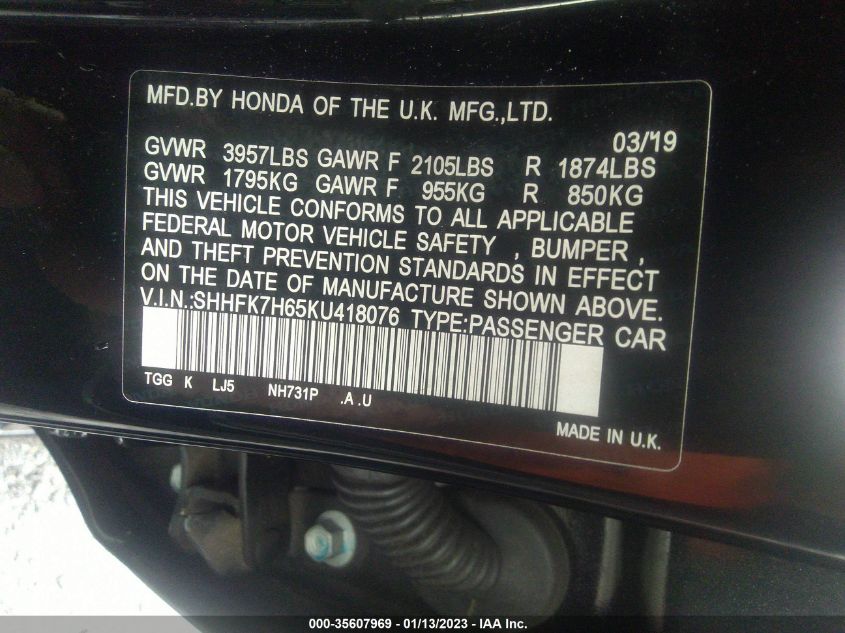 MFD.BY HONDA OF THE U.K. MFG.,LTD.
03/'19
GVWR 3957LBS GAWR F 2105LBS R 1874LBS
GVWR 1795KG GAWR F 955KG R 850KG
THIS VEHICLE CONFORMS TO ALL APPLICABLE
FEDERAL MOTOR VEHICLE SAFETY , BUMPER ,
AND THEFT PREVENTION STANDARDS IN EFFECT
ON THE DATE OF MANUFACTURE SHOWN ABOVE.
V.I.N.:SHHFK7H65KU418076 TYPE:PASSENGER CAR
TGG K LJ5 NH731P .A .U
MADE IN U.K.
000-35607969 | 01/13/2023 - IAA Inc.